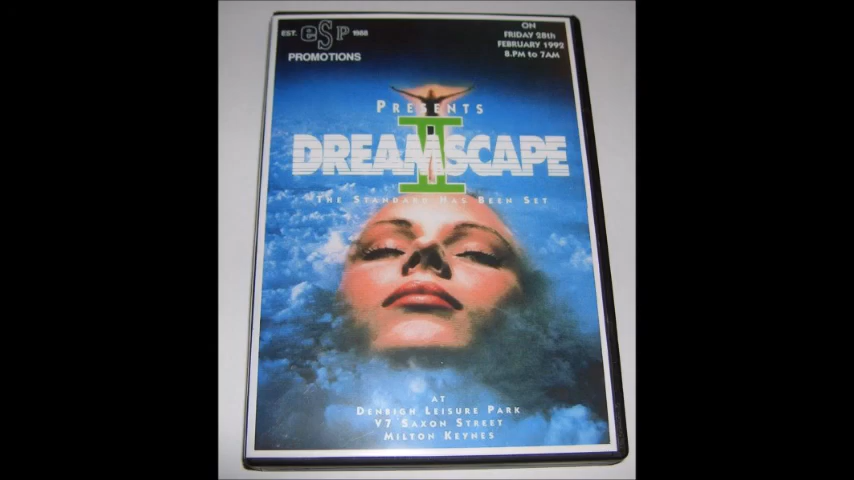 EST. eSP 1988
PROMOTIONS
ON
FRIDAY 28th
FEBRUARY 1992
8.PM to 7AM
PRESENTS
II
DREAMSCAPE
THE STANDARD HAS BEEN SET
AT
DENBIGH LEISURE PARK
V7 SAXON STREET
MILTON KEYNES